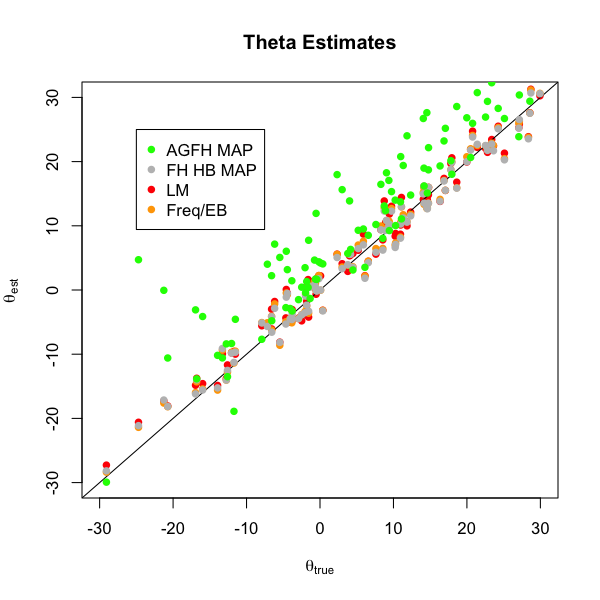 Theta Estimates
30
20
10
0
-10
-20
-30
θest
AGFH MAP
FH HB MAP
LM
Freq/EB
-30 -20 -10 0 10 20 30
θtrue